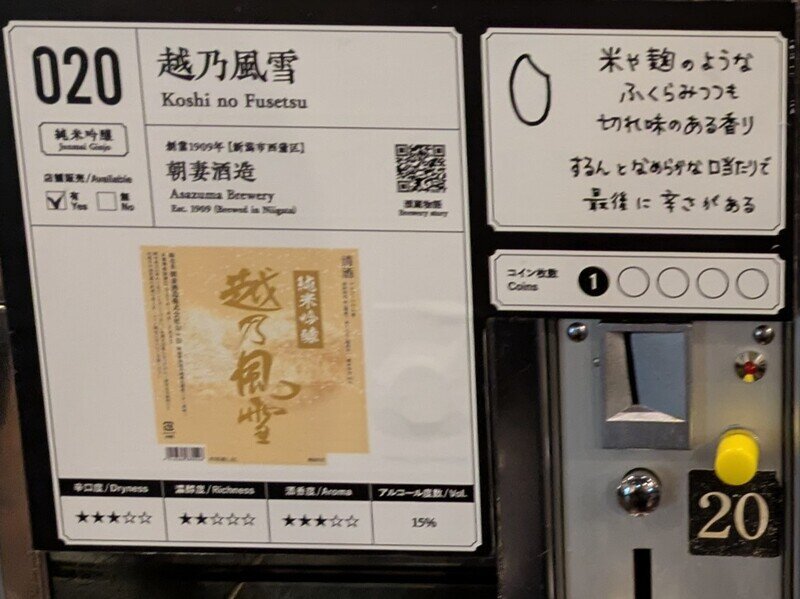 020
純米吟醸
Junmai Ginjo
店舗販売/Available
有 Yes
無 No
越乃風雪
Koshi no Fusetsu
創業1909年 [新潟市西蒲区]
朝妻酒造
Asazuma Brewery
Est. 1909 (Brewed in Niigata)
酒蔵物語
Brewery story
清酒
純米吟醸
越乃風雪
辛口度/Dryness
★★★☆☆
濃醇度/Richness
★★☆☆☆
酒香度/Aroma
★★★☆☆
アルコール度数/Vol.
15%
米や麹のような
ふくらみつつも
切れ味のある香り
するんとなめらかな口当たりで
最後に辛さがある
コイン枚数
Coins
1
20